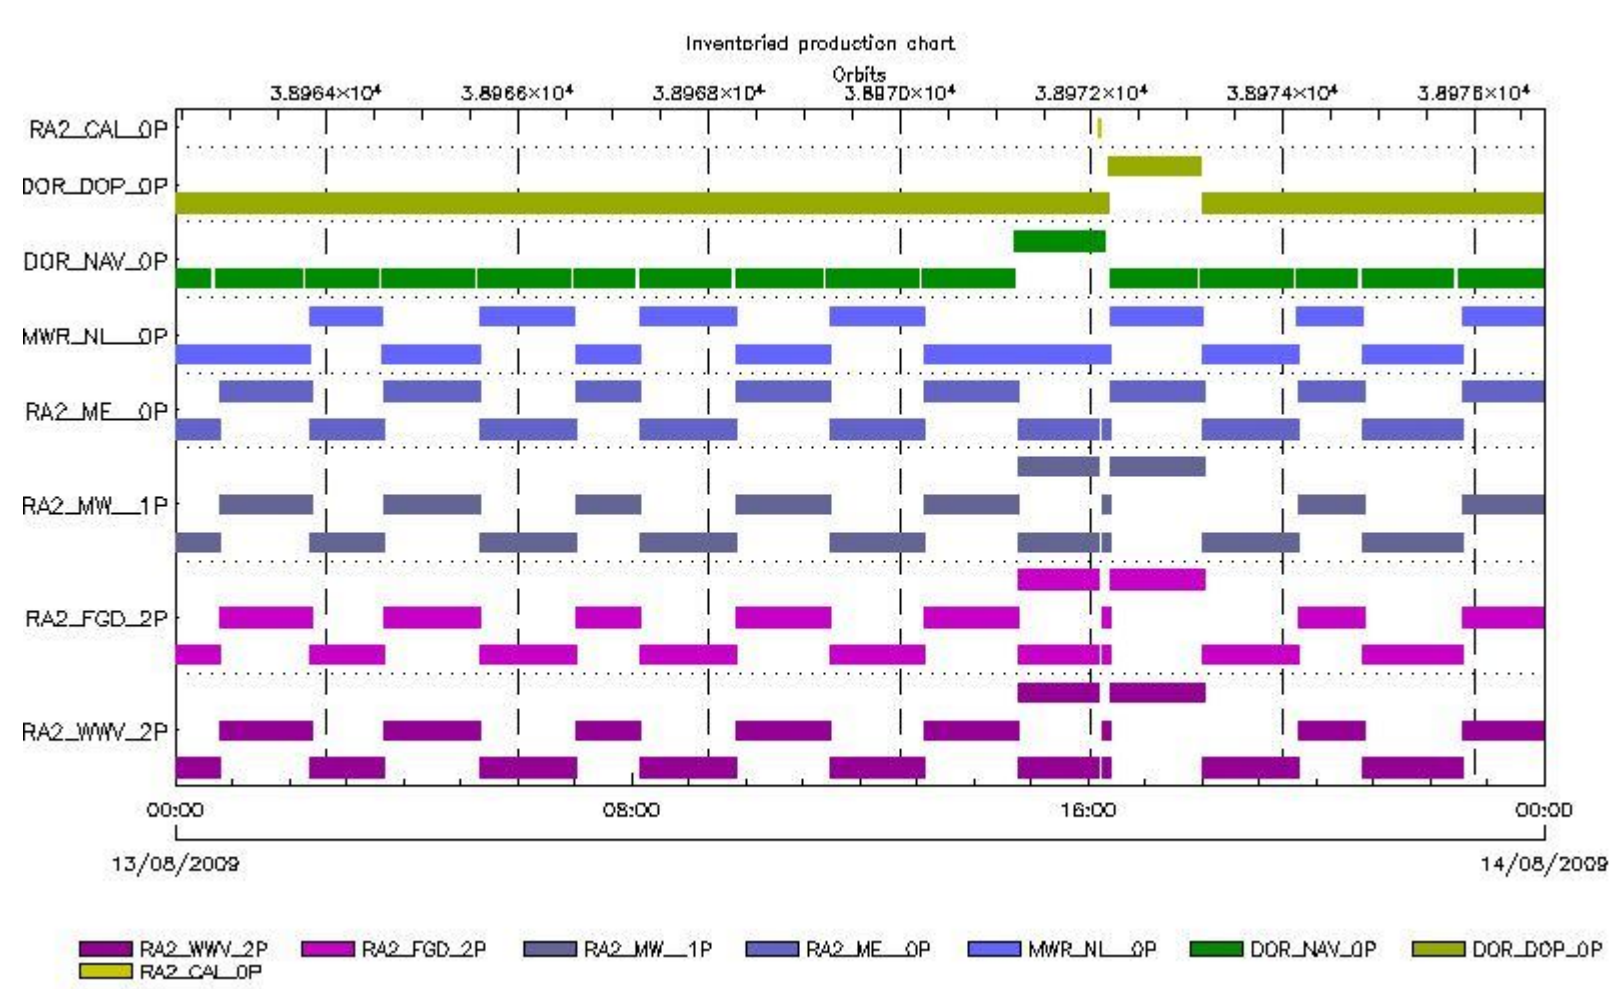 Inventoried production chart
Orbits
3.8964×10⁴ 3.8966×10⁴ 3.8968×10⁴ 3.8970×10⁴ 3.8972×10⁴ 3.8974×10⁴ 3.8976×10⁴
RA2_CAL_0P
DOR_DOP_0P
DOR_NAV_0P
MWR_NL__0P
RA2_ME__0P
RA2_MW__1P
RA2_FGD_2P
RA2_WWV_2P
00:00 08:00 16:00 00:00
13/08/2009 14/08/2009
RA2_WWV_2P RA2_FGD_2P RA2_MW__1P RA2_ME__0P MWR_NL__0P DOR_NAV_0P DOR_DOP_0P
RA2_CAL_0P